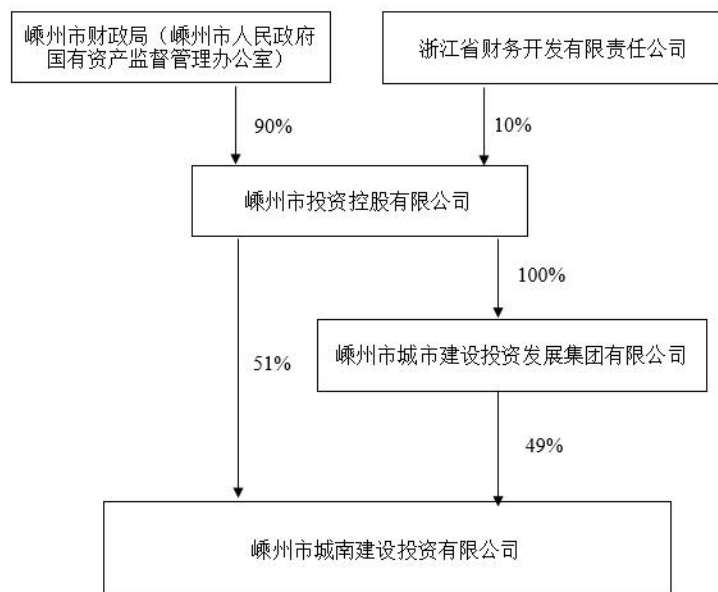 嵊州市财政局（嵊州市人民政府
国有资产监督管理办公室）
浙江省财务开发有限责任公司
90%
10%
嵊州市投资控股有限公司
100%
嵊州市城市建设投资发展集团有限公司
51%
49%
嵊州市城南建设投资有限公司